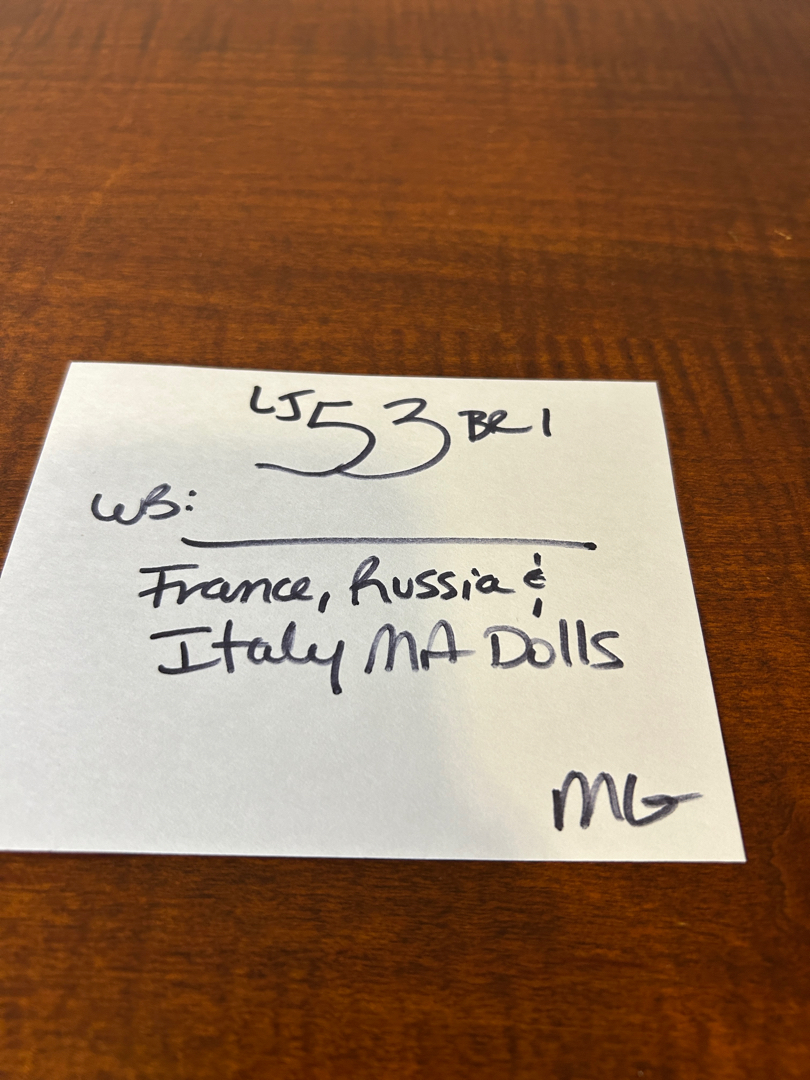 LJ 53 BR 1
WB:
France, Russia &
Italy MA Dolls
MG